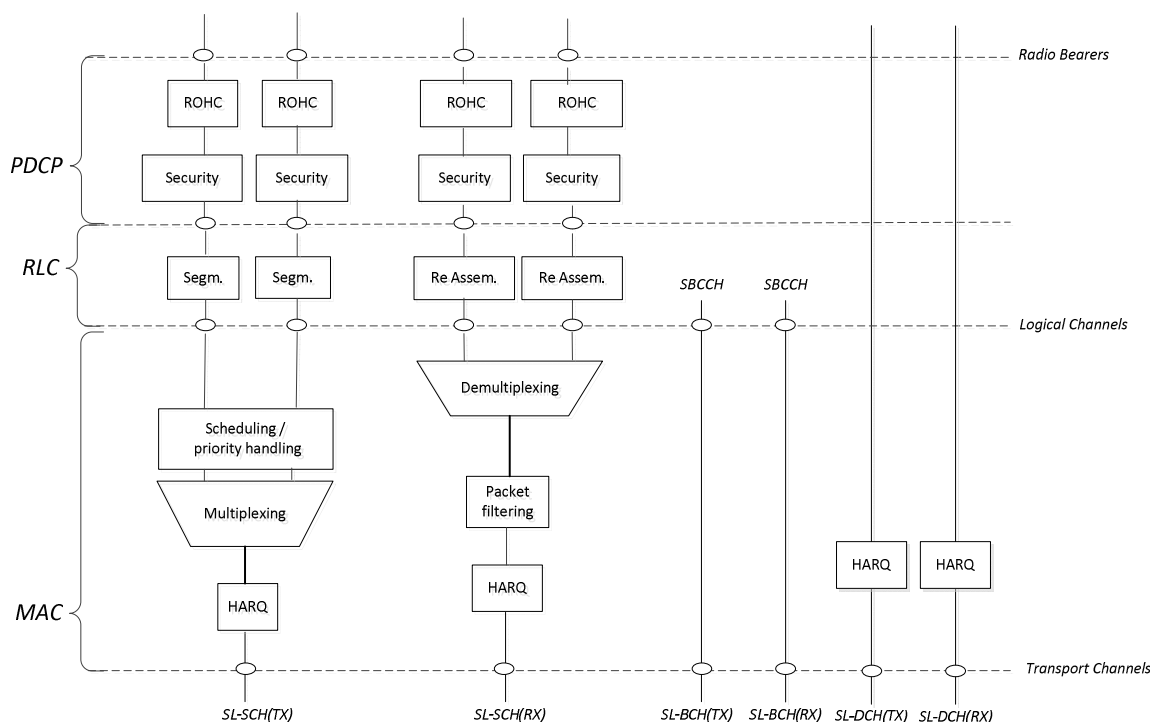 Radio Bearers
ROHC
ROHC
ROHC
ROHC
PDCP
Security
Security
Security
Security
RLC
Segm.
Segm.
Re Assem.
Re Assem.
SBCCH
SBCCH
Logical Channels
Demultiplexing
Scheduling /
priority handling
Packet
filtering
Multiplexing
HARQ
HARQ
HARQ
HARQ
MAC
Transport Channels
SL-SCH(TX)
SL-SCH(RX)
SL-BCH(TX)
SL-BCH(RX)
SL-DCH(TX)
SL-DCH(RX)